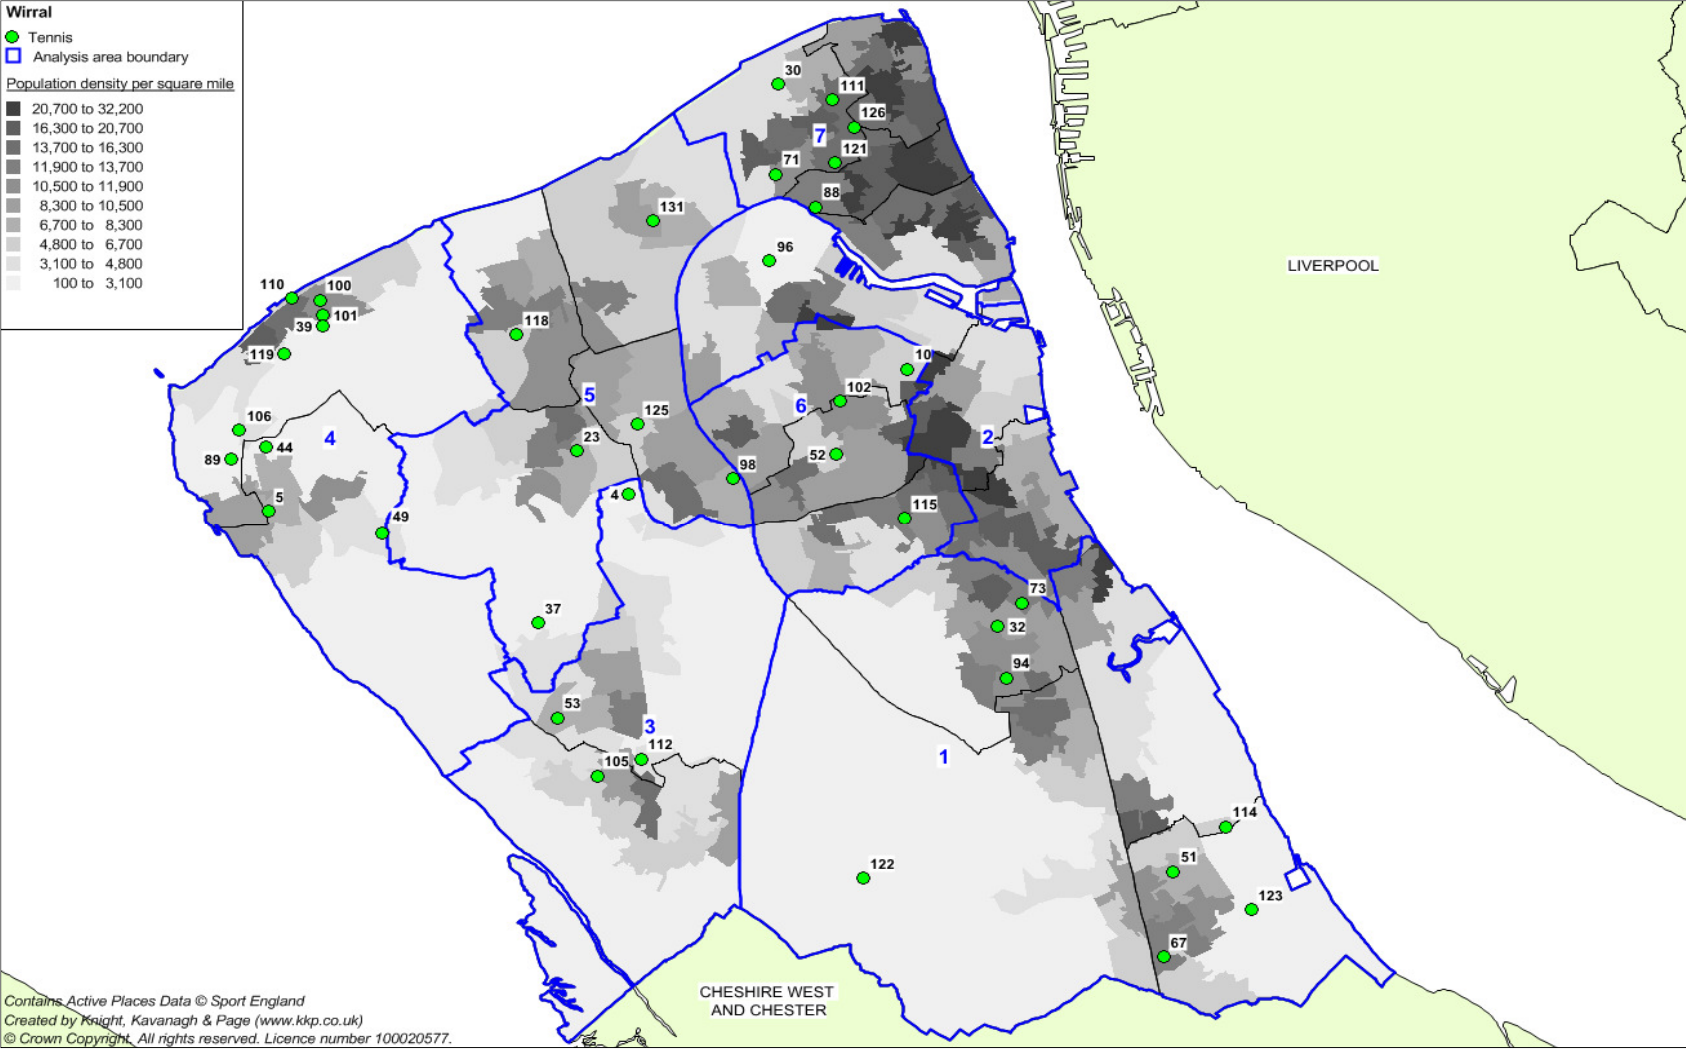 Wirral
Tennis
Analysis area boundary
Population density per square mile
20,700 to 32,200
16,300 to 20,700
13,700 to 16,300
11,900 to 13,700
10,500 to 11,900
8,300 to 10,500
6,700 to 8,300
4,800 to 6,700
3,100 to 4,800
100 to 3,100
30
111
126
7
121
71
88
131
96
LIVERPOOL
110
100
101
39
118
119
10
102
5
6
125
106
4
44
23
2
89
52
98
4
5
115
49
73
37
32
94
53
3
112
1
105
114
51
122
123
67
CHESHIRE WEST
AND CHESTER
Contains Active Places Data © Sport England
Created by Knight, Kavanagh & Page (www.kkp.co.uk)
© Crown Copyright. All rights reserved. Licence number 100020577.